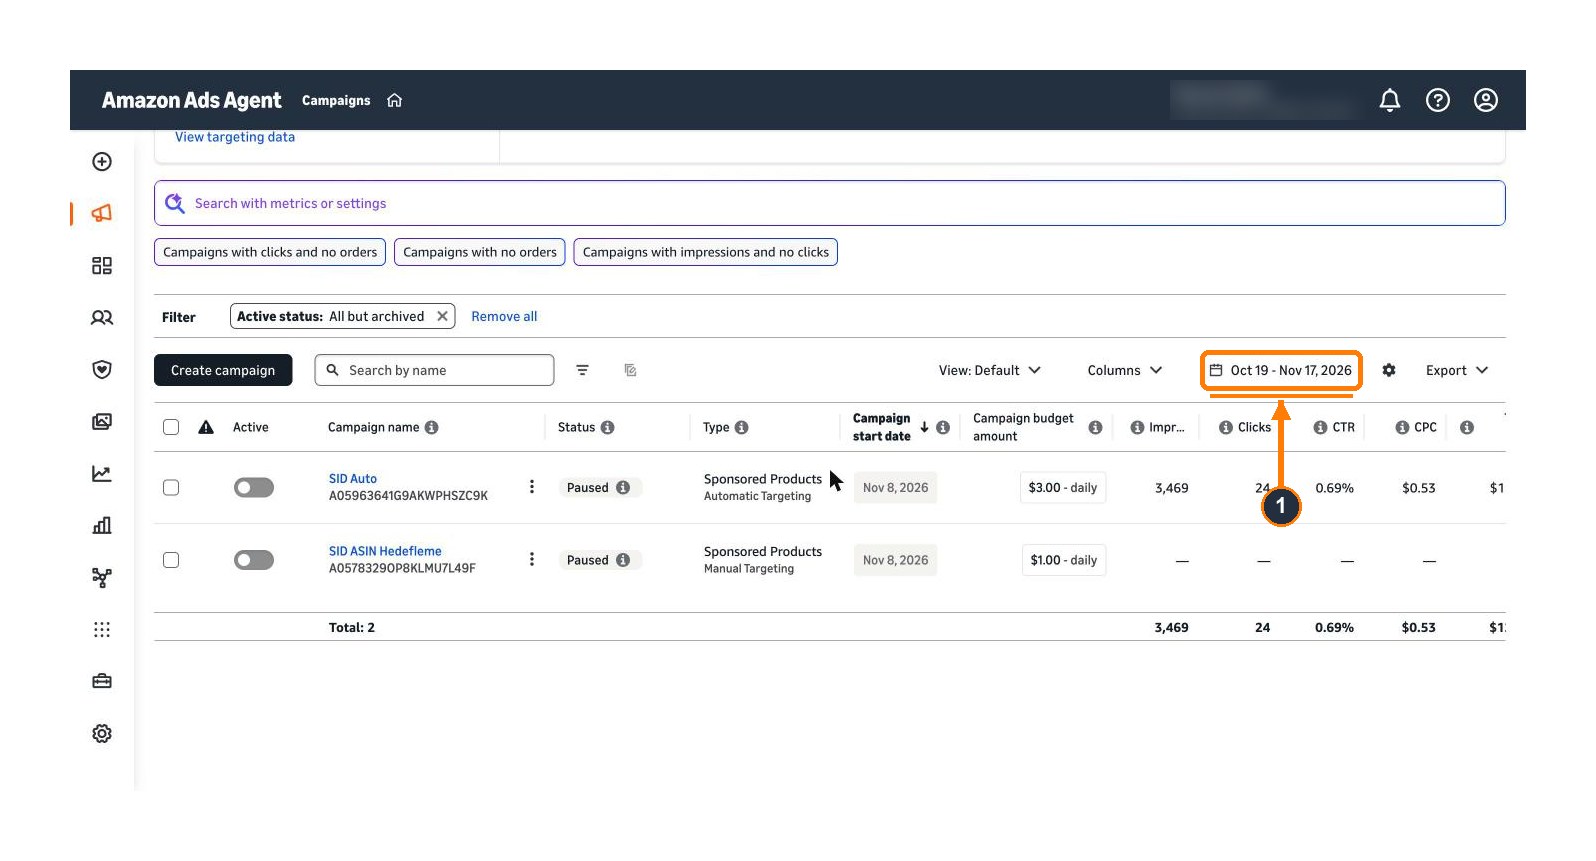 Amazon Ads Agent Campaigns
View targeting data
Search with metrics or settings
Campaigns with clicks and no orders Campaigns with no orders Campaigns with impressions and no clicks
Filter Active status: All but archived Remove all
Create campaign Search by name View: Default Columns Oct 19 - Nov 17, 2026 Export
Active Campaign name Status Type Campaign start date Campaign budget amount Impr... Clicks CTR CPC
SID Auto Paused Sponsored Products Nov 8, 2026 $3.00 - daily 3,469 24 0.69% $0.53 $1
A05963641G9AKWPHSZC9K Automatic Targeting
1
SID ASIN Hedefleme Paused Sponsored Products Nov 8, 2026 $1.00 - daily — — — —
A0578329OP8KLMU7L49F Manual Targeting
Total: 2 3,469 24 0.69% $0.53 $1